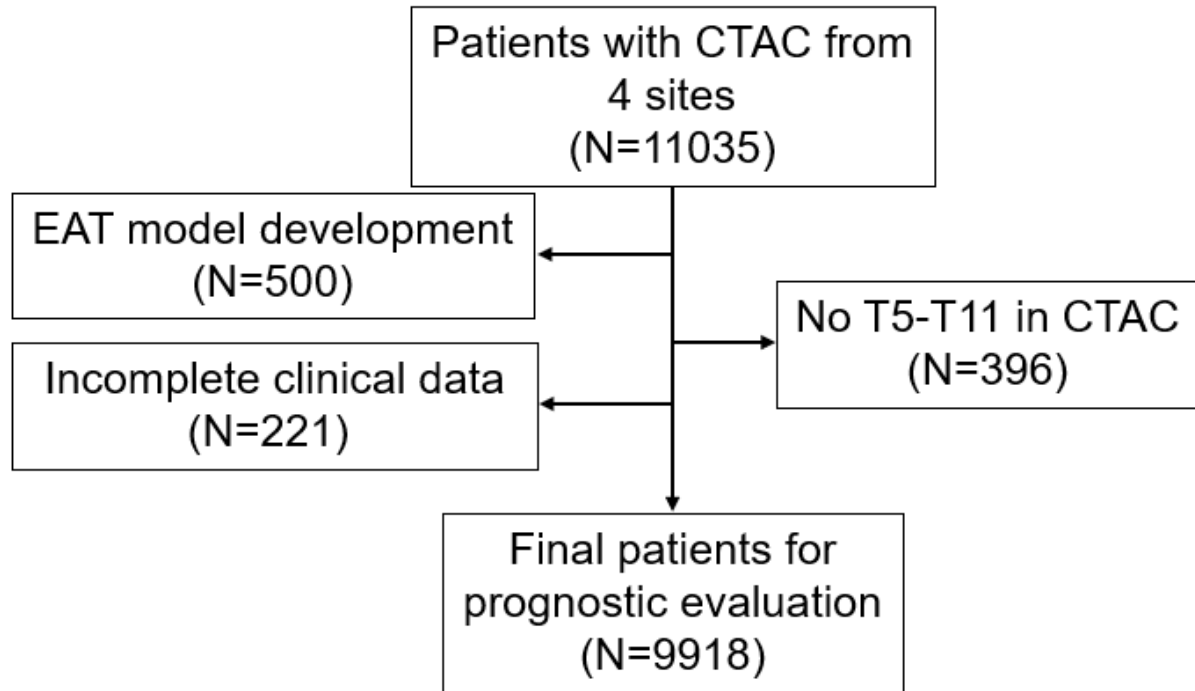 Patients with CTAC from
4 sites
(N=11035)
EAT model development
(N=500)
No T5-T11 in CTAC
(N=396)
Incomplete clinical data
(N=221)
Final patients for
prognostic evaluation
(N=9918)